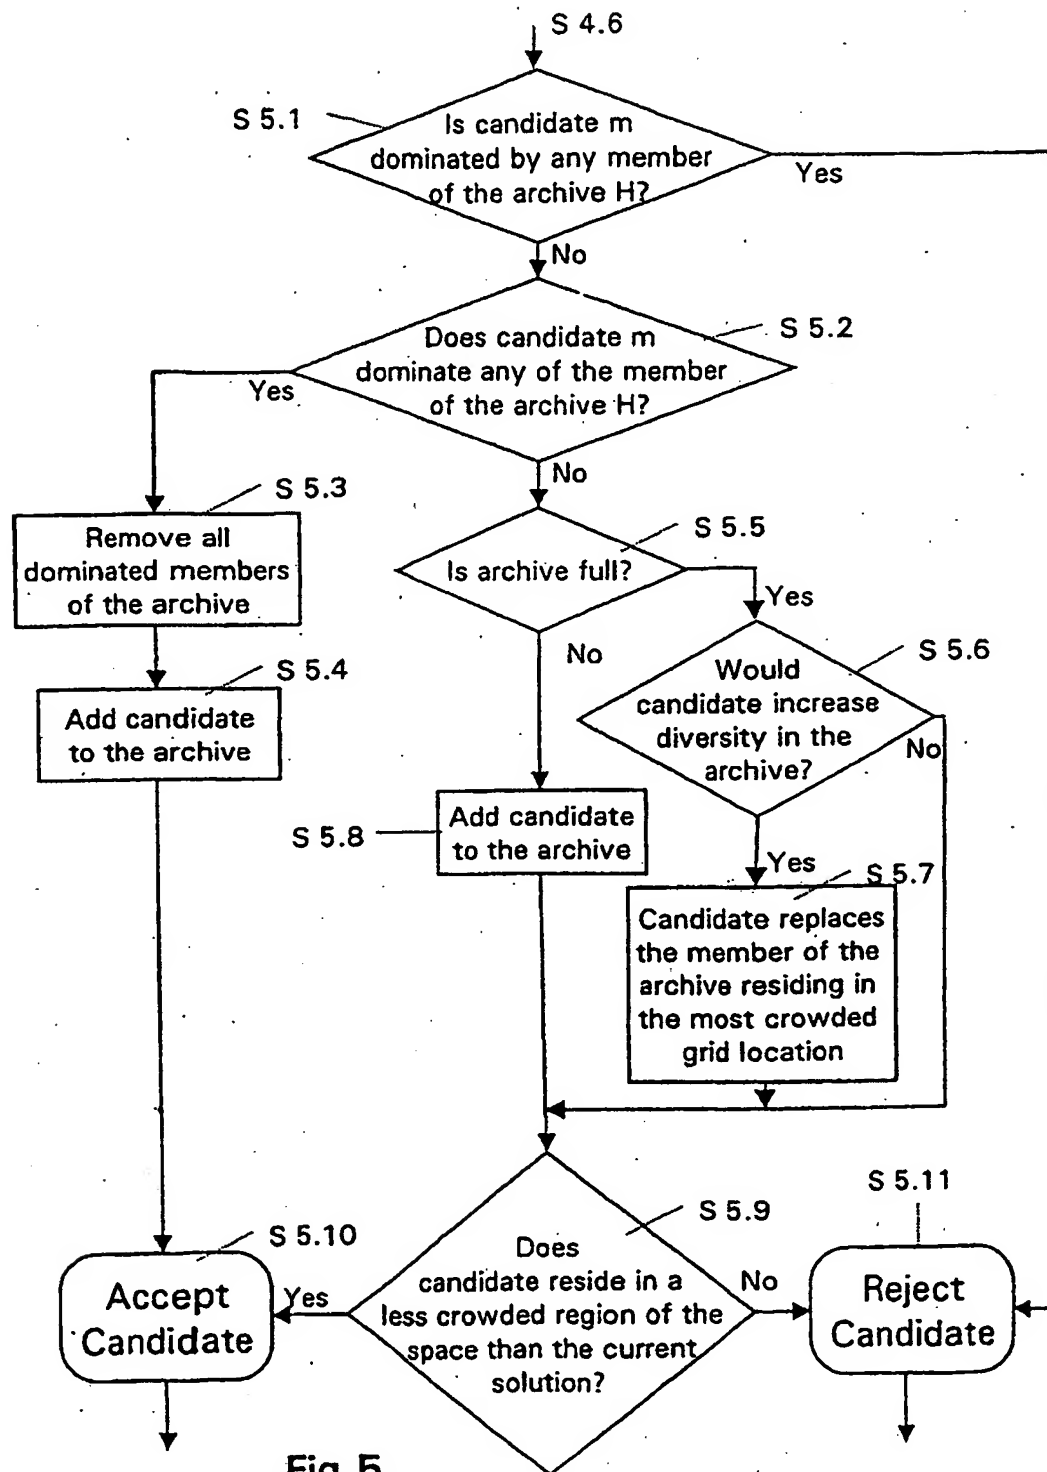 S 4.6
S 5.1
Is candidate m
dominated by any member
of the archive H?
Yes
No
S 5.2
Does candidate m
dominate any of the member
of the archive H?
Yes
No
S 5.3
Remove all
dominated members
of the archive
S 5.5
Is archive full?
Yes
No
S 5.4
Add candidate
to the archive
S 5.6
Would
candidate increase
diversity in the
archive?
No
Yes
S 5.8
Add candidate
to the archive
S 5.7
Candidate replaces
the member of the
archive residing in
the most crowded
grid location
S 5.9
Does
candidate reside in a
less crowded region of the
space than the current
solution?
Yes
No
S 5.10
Accept
Candidate
S 5.11
Reject
Candidate
Fig. 5